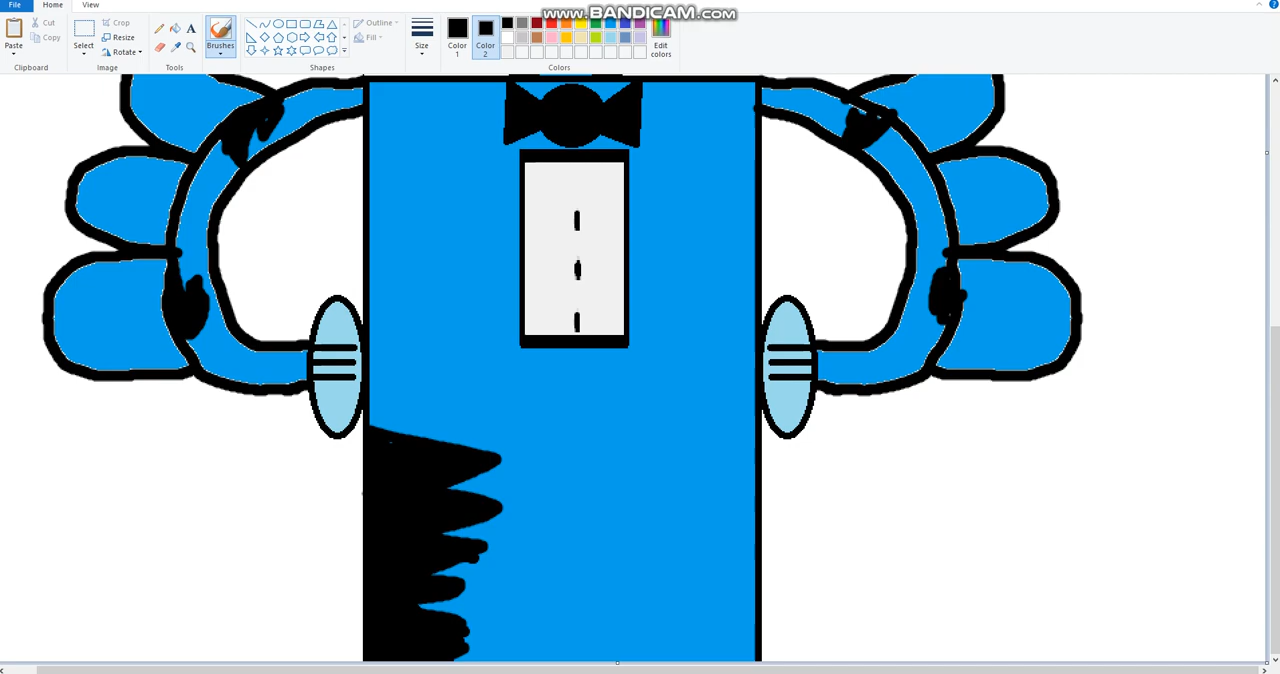 WWW.BANDICAM.COM
File Home View
Cut
Copy
Paste
Clipboard
Crop
Resize
Rotate
Select
Image
Tools
Brushes
Outline
Fill
Shapes
Size
Color 1
Color 2
Edit colors
Colors